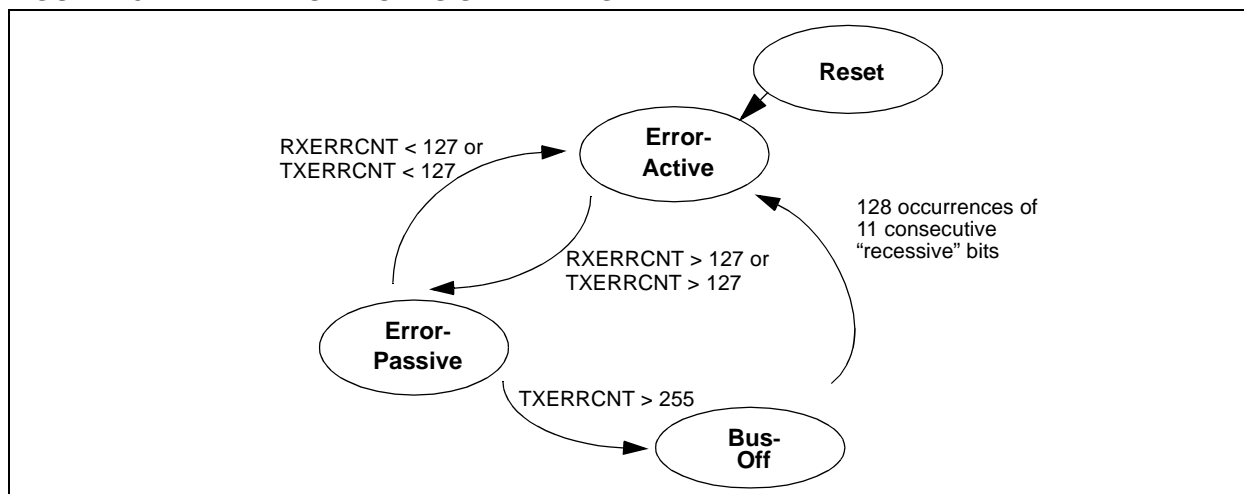 Reset
Error-
Active
RXERRCNT < 127 or
TXERRCNT < 127
128 occurrences of
11 consecutive
“recessive” bits
RXERRCNT > 127 or
TXERRCNT > 127
Error-
Passive
TXERRCNT > 255
Bus-
Off